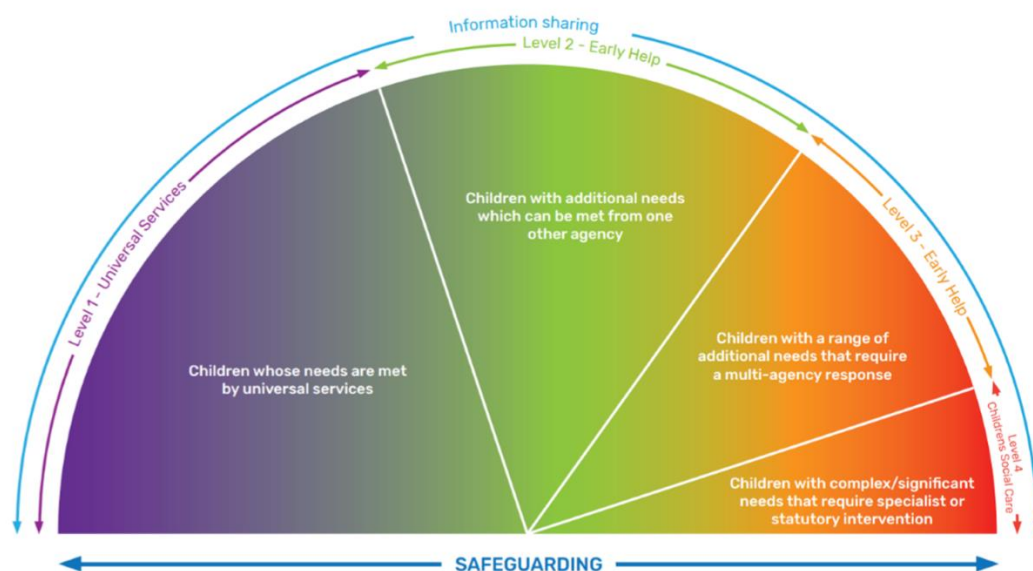 Information sharing
Level 2 - Early Help
Level 1 - Universal Services
Level 3 - Early Help
Level 4
Childrens Social Care
Children with additional needs
which can be met from one
other agency
Children whose needs are met
by universal services
Children with a range of
additional needs that require
a multi-agency response
Children with complex/significant
needs that require specialist or
statutory intervention
SAFEGUARDING